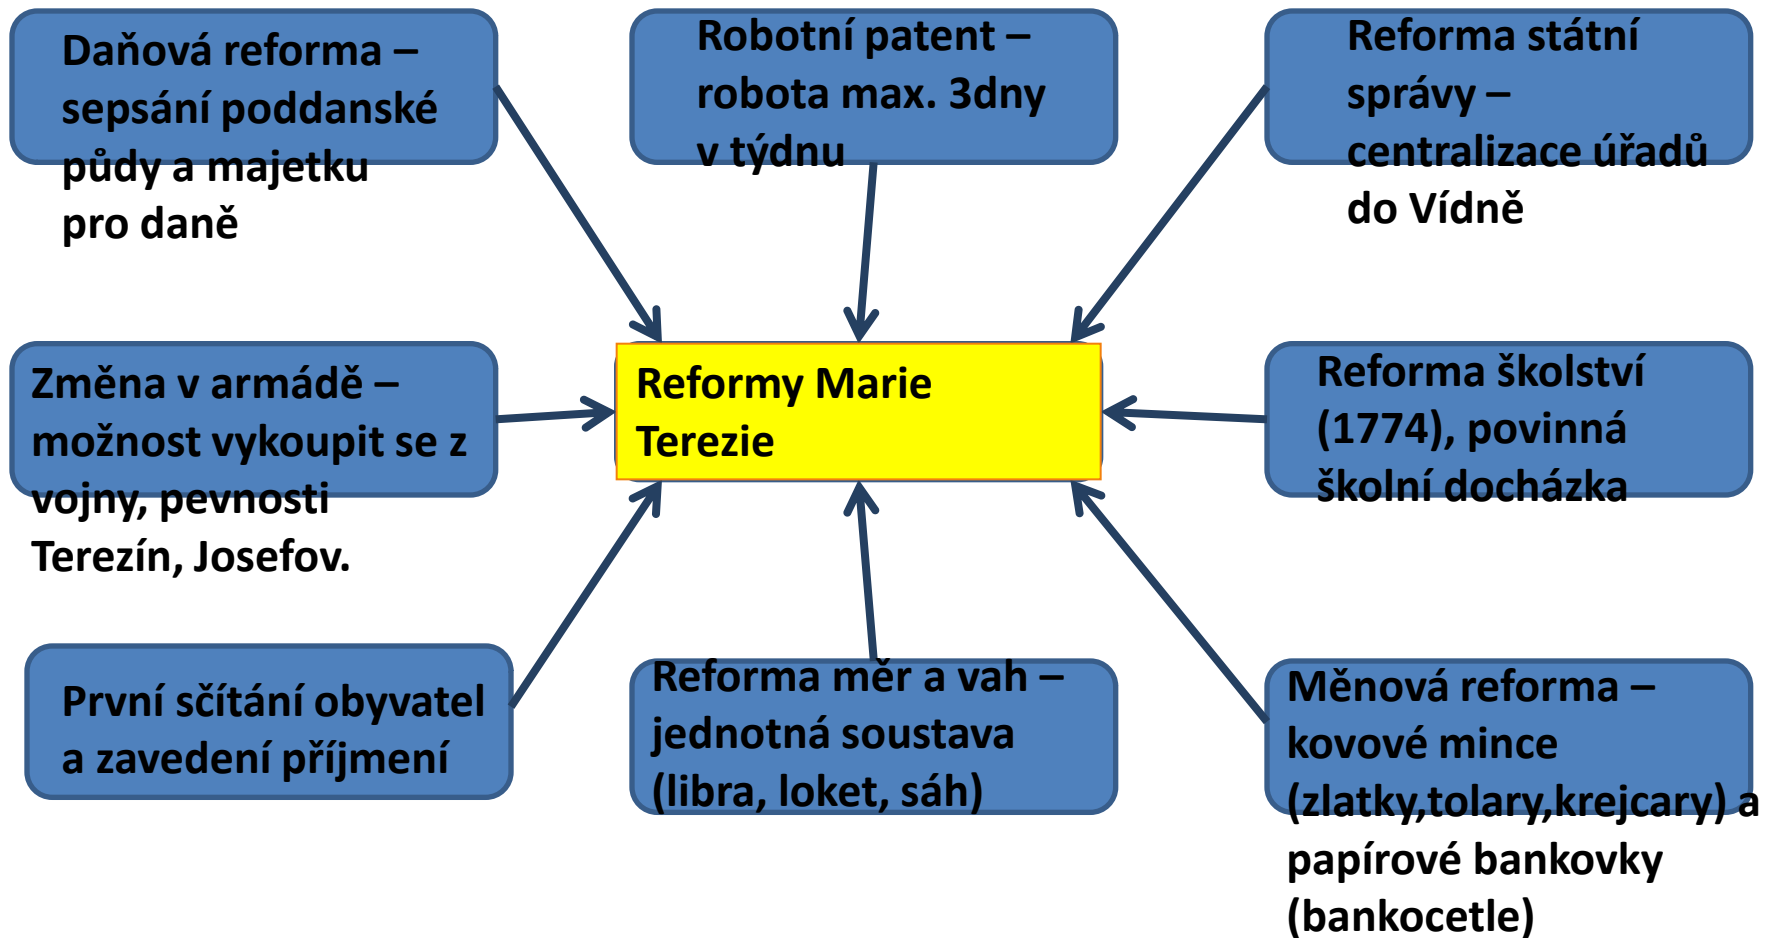 Daňová reforma –
sepsání poddanské
půdy a majetku
pro daně
Robotní patent –
robota max. 3dny
v týdnu
Reforma státní
správy –
centralizace úřadů
do Vídně
Změna v armádě –
možnost vykoupit se z
vojny, pevnosti
Terezín, Josefov.
Reformy Marie
Terezie
Reforma školství
(1774), povinná
školní docházka
První sčítání obyvatel
a zavedení příjmení
Reforma měr a vah –
jednotná soustava
(libra, loket, sáh)
Měnová reforma –
kovové mince
(zlatky,tolary,krejcary) a
papírové bankovky
(bankocetle)